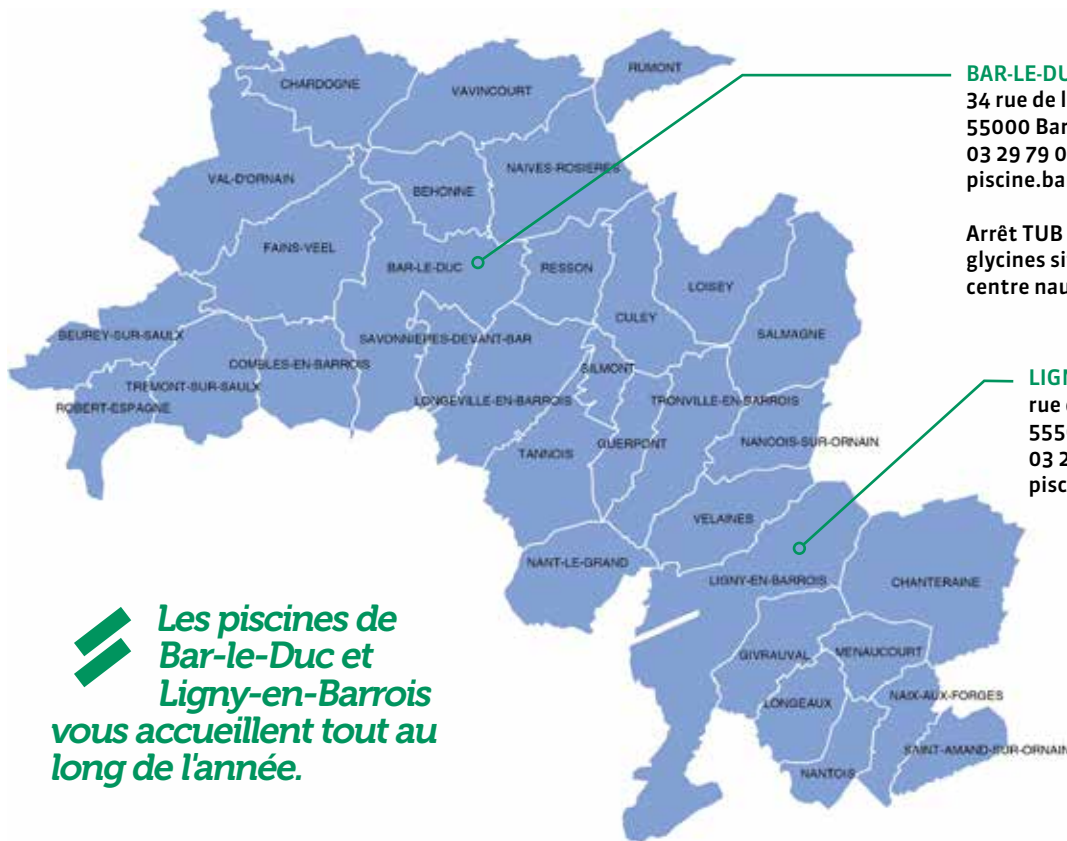 CHARDOGNE
VAVINCOURT
RUMONT
VAL-D'ORNAIN
BEHONNE
NAIVES-ROSIERES
FAINS-VEEL
BAR-LE-DUC
RESSON
LOISEY
CULEY
SALMAGNE
BEUREY-SUR-SAULX
SAVONNIERES-DEVANT-BAR
COMBLES-EN-BARROIS
SILMONT
TREMONT-SUR-SAULX
ROBERT-ESPAGNE
LONGEVILLE-EN-BARROIS
TRONVILLE-EN-BARROIS
TANNOIS
GUERPONT
NANCOIS-SUR-ORNAIN
VELAINES
NANT-LE-GRAND
LIGNY-EN-BARROIS
CHANTERAINE
GIVRAUVAL
MENAUCOURT
LONGEAUX
NAIX-AUX-FORGES
SAINT-AMAND-SUR-ORNAIN
NANTOIS
BAR-LE-DU
34 rue de l
55000 Bar
03 29 79 0
piscine.ba
Arrêt TUB
glycines si
centre nau
LIGN
rue
555
03 2
pisc
Les piscines de
Bar-le-Duc et
Ligny-en-Barrois
vous accueillent tout au
long de l'année.